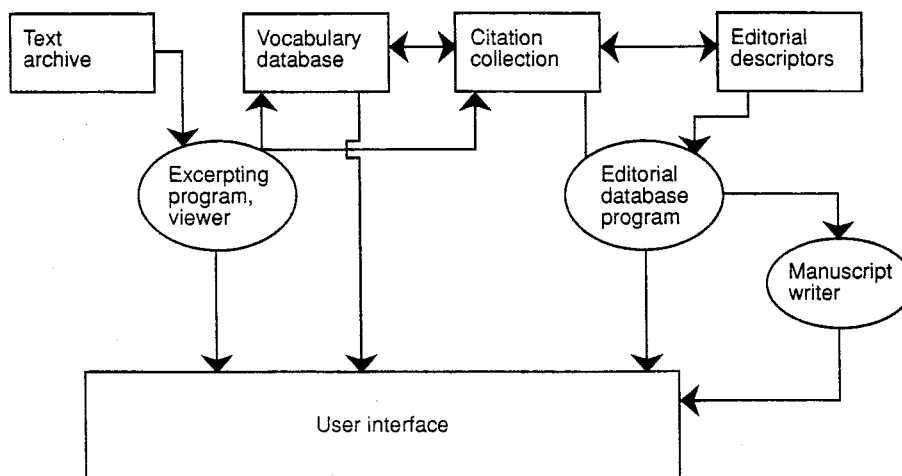 Text
archive
Vocabulary
database
Citation
collection
Editorial
descriptors
Excerpting
program,
viewer
Editorial
database
program
Manuscript
writer
User interface